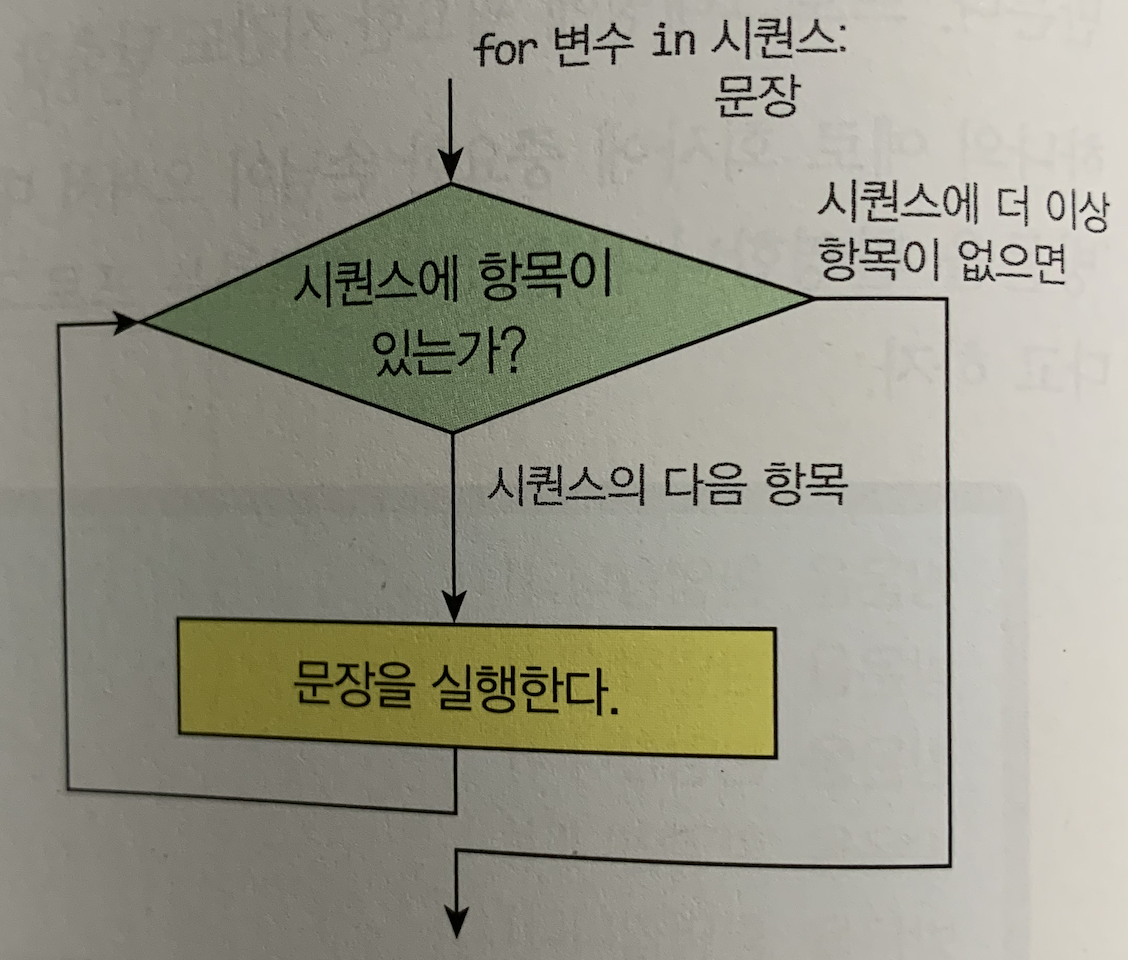 for 변수 in 시퀀스:
문장
시퀀스에 더 이상
항목이 없으면
시퀀스에 항목이
있는가?
시퀀스의 다음 항목
문장을 실행한다.